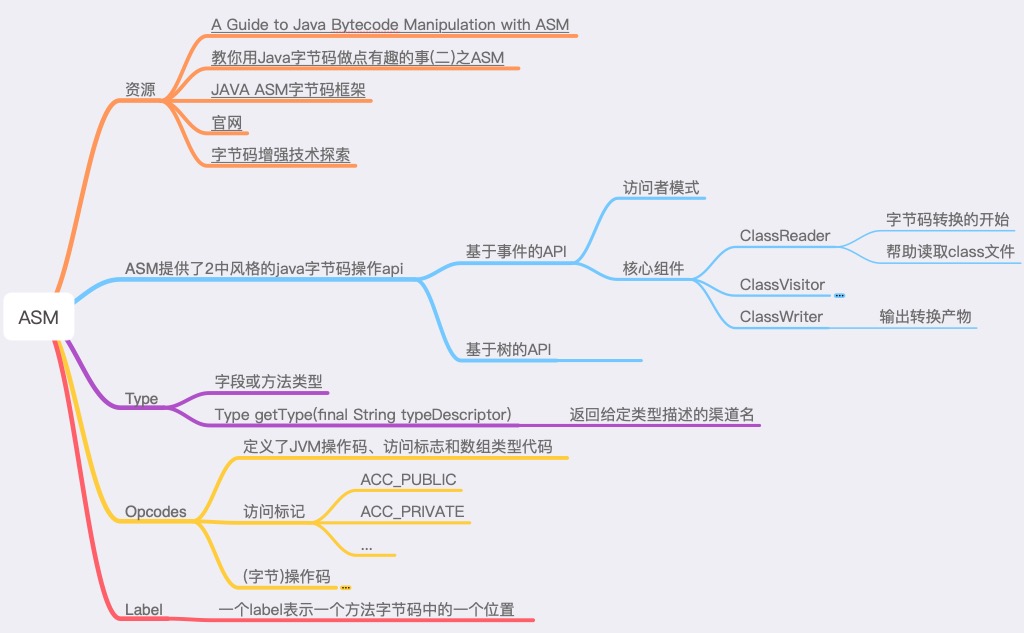 ASM
资源
A Guide to Java Bytecode Manipulation with ASM
教你用Java字节码做点有趣的事(二)之ASM
JAVA ASM字节码框架
官网
字节码增强技术探索
ASM提供了2中风格的java字节码操作api
基于事件的API
访问者模式
核心组件
ClassReader
字节码转换的开始
帮助读取class文件
ClassVisitor
ClassWriter
输出转换产物
基于树的API
Type
字段或方法类型
Type getType(final String typeDescriptor)
返回给定类型描述的渠道名
Opcodes
定义了JVM操作码、访问标志和数组类型代码
访问标记
ACC_PUBLIC
ACC_PRIVATE
...
(字节)操作码
Label
一个label表示一个方法字节码中的一个位置